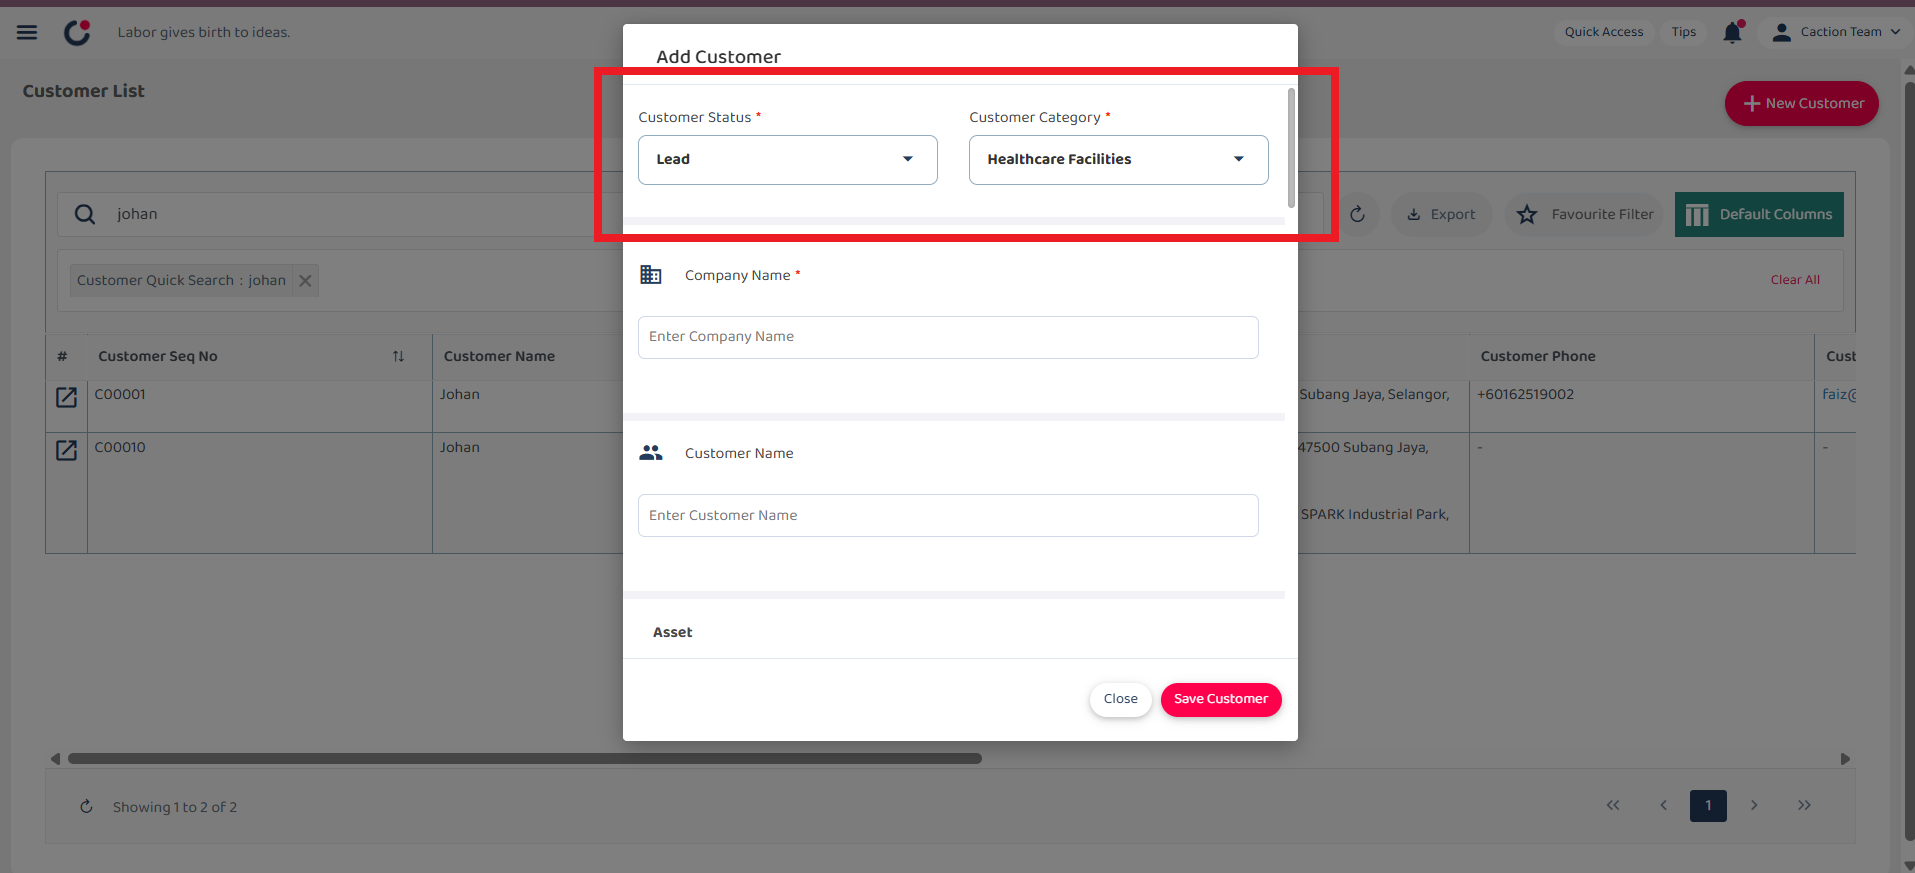 Labor gives birth to ideas.
Quick Access
Tips
Caction Team
Customer List
New Customer
johan
Export
Favourite Filter
Default Columns
Customer Quick Search : johan
Clear All
# Customer Seq No Customer Name Customer Phone Cust
C00001 Johan Subang Jaya, Selangor, +60162519002 faiz@
C00010 Johan 47500 Subang Jaya, - -
SPARK Industrial Park,
Showing 1 to 2 of 2
1
Add Customer
Customer Status *
Customer Category *
Lead
Healthcare Facilities
Company Name *
Enter Company Name
Customer Name
Enter Customer Name
Asset
Close
Save Customer